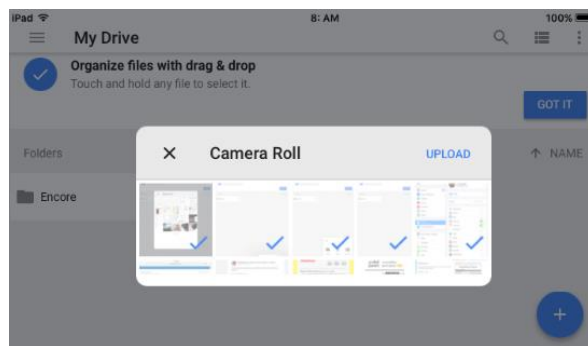 iPad 8: AM 100%
My Drive
Organize files with drag & drop
Touch and hold any file to select it.
GOT IT
Folders NAME
Camera Roll UPLOAD
Encore